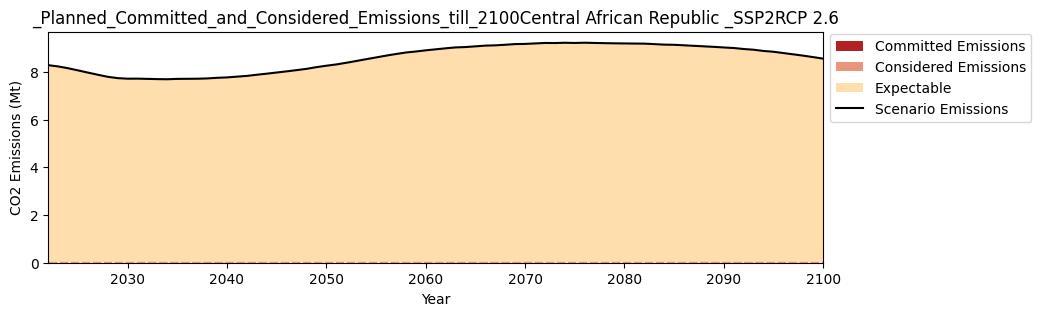 _Planned_Committed_and_Considered_Emissions_till_2100Central African Republic _SSP2RCP 2.6
Committed Emissions
Considered Emissions
Expectable
Scenario Emissions
CO2 Emissions (Mt)
8
6
4
2
0
2030 2040 2050 2060 2070 2080 2090 2100
Year